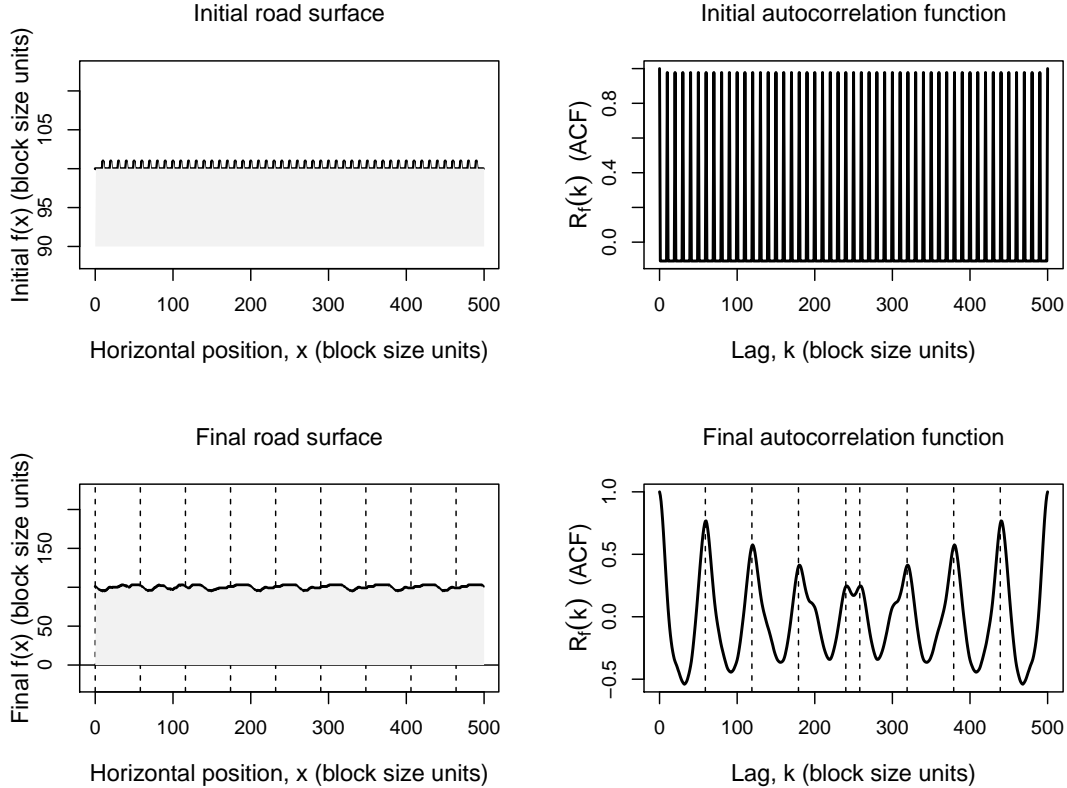 Initial road surface
Initial f(x) (block size units)
90 95 105
0 100 200 300 400 500
Horizontal position, x (block size units)
Initial autocorrelation function
R_f(k) (ACF)
0.0 0.4 0.8
0 100 200 300 400 500
Lag, k (block size units)
Final road surface
Final f(x) (block size units)
0 50 100 150
0 100 200 300 400 500
Horizontal position, x (block size units)
Final autocorrelation function
R_f(k) (ACF)
−0.5 0.0 0.5 1.0
0 100 200 300 400 500
Lag, k (block size units)